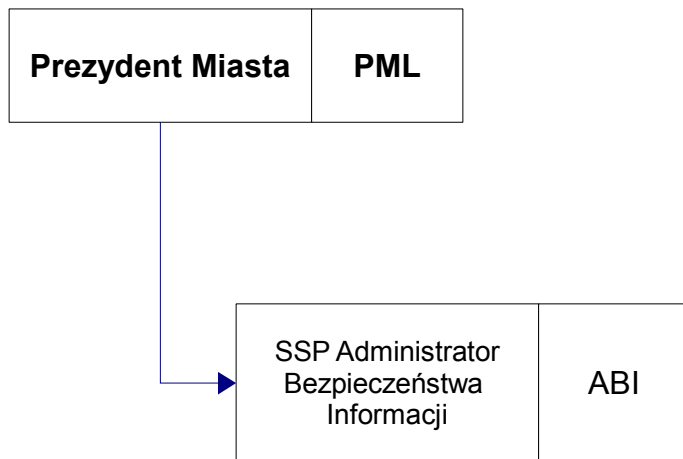 Prezydent Miasta
PML
SSP Administrator
Bezpieczeństwa
Informacji
ABI